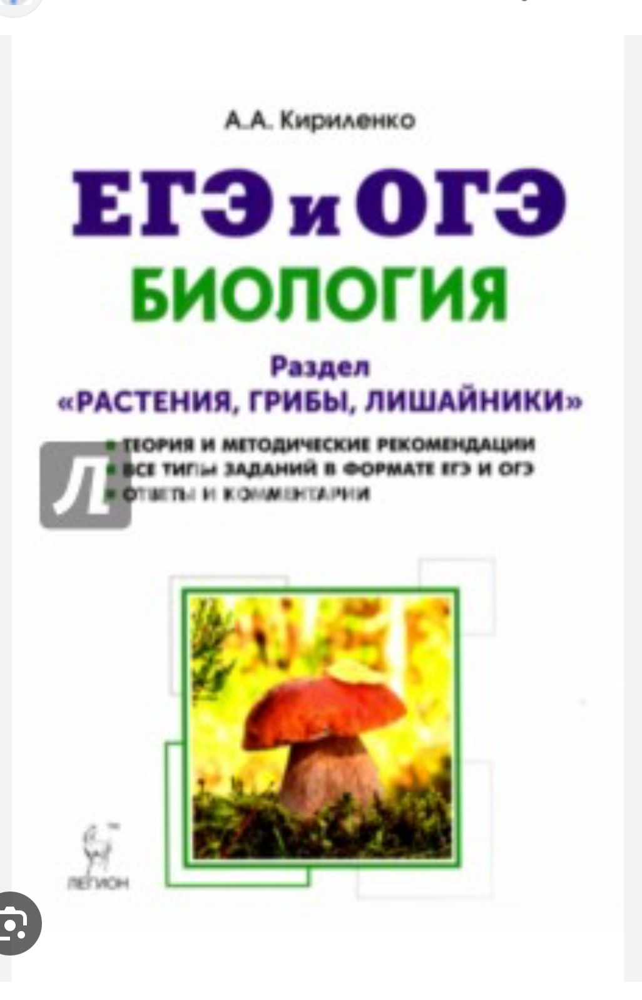 А.А. Кириленко
ЕГЭ и ОГЭ
БИОЛОГИЯ
Раздел
«РАСТЕНИЯ, ГРИБЫ, ЛИШАЙНИКИ»
ТЕОРИЯ И МЕТОДИЧЕСКИЕ РЕКОМЕНДАЦИИ
ВСЕ ТИПЫ ЗАДАНИЙ В ФОРМАТЕ ЕГЭ И ОГЭ
ОТВЕТЫ И КОММЕНТАРИИ
Л
ЛЕГИОН